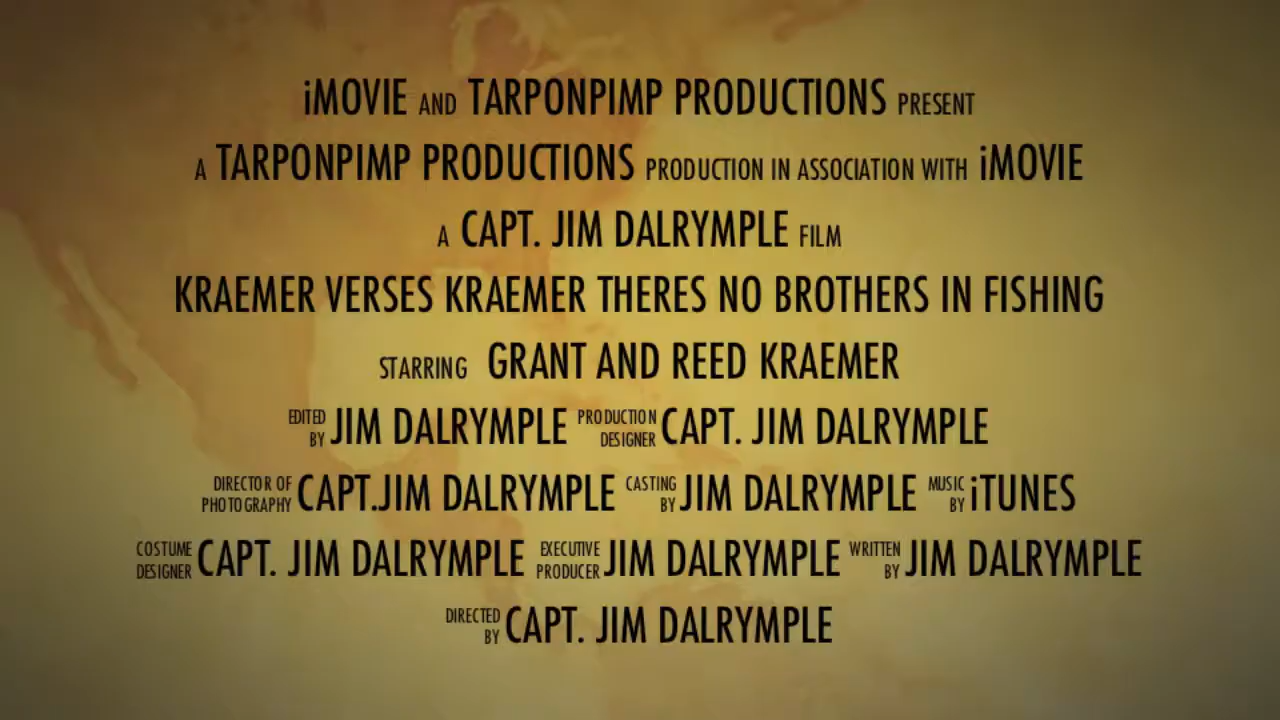 iMOVIE AND TARPONPIMP PRODUCTIONS PRESENT
A TARPONPIMP PRODUCTIONS PRODUCTION IN ASSOCIATION WITH iMOVIE
A CAPT. JIM DALRYMPLE FILM
KRAEMER VERSES KRAEMER THERES NO BROTHERS IN FISHING
STARRING GRANT AND REED KRAEMER
EDITED BY JIM DALRYMPLE PRODUCTION DESIGNER CAPT. JIM DALRYMPLE
DIRECTOR OF PHOTOGRAPHY CAPT.JIM DALRYMPLE CASTING BY JIM DALRYMPLE MUSIC BY iTUNES
COSTUME DESIGNER CAPT. JIM DALRYMPLE EXECUTIVE PRODUCER JIM DALRYMPLE WRITTEN BY JIM DALRYMPLE
DIRECTED BY CAPT. JIM DALRYMPLE